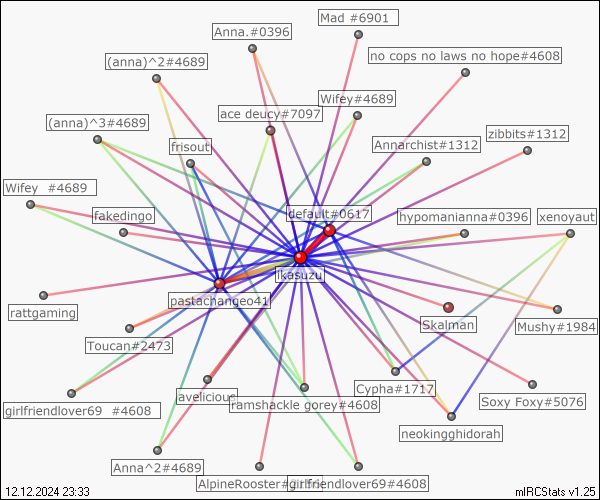 Mad #6901
Anna.#0396
no cops no laws no hope#4608
(anna)^2#4689
Wifey#4689
ace deucy#7097
(anna)^3#4689
zibbits#1312
frisout
Annarchist#1312
Wifey #4689
fakedingo
default#0617
hypomanianna#0396
xenoyaut
ikasuzu
pastachange041
rattgaming
Skalman
Mushy#1984
Toucan#2473
Cypha#1717
javelicious
ramshackle gorey#4608
Soxy Foxy#5076
girlfriendlover69 #4608
neokingghidorah
Anna^2#4689
AlpineRooster#
girlfriendlover69#4608
12.12.2024 23:33
mIRCStats v1.25